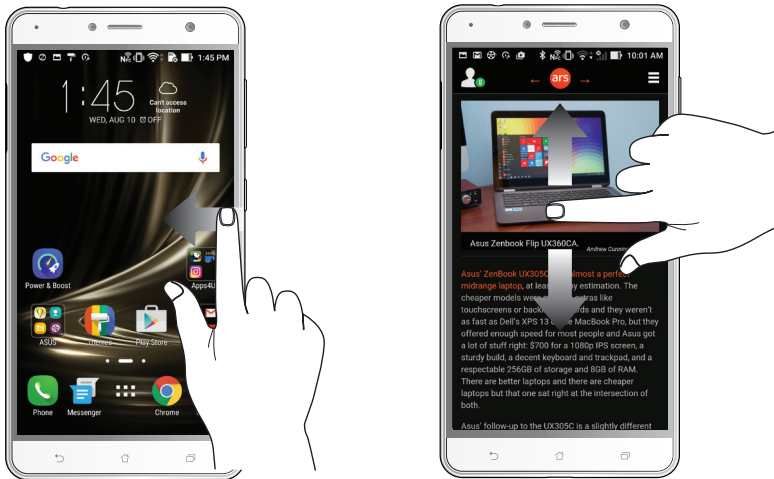 1:45 PM
1:45
Can't access
location
WED, AUG 10
OFF
Google
Power & Boost
Apps4U
ASUS
Themes
Play Store
Phone
Messenger
Chrome
10:01 AM
0
ars
Asus Zenbook Flip UX360CA.
Andrew Cunnin
Asus' ZenBook UX305C almost a perfect
midrange laptop, at lea y estimation. The
cheaper models were extras like
touchscreens or back ds and they weren't
as fast as Dell's XPS 13 MacBook Pro, but they
offered enough speed for most people and Asus got
a lot of stuff right: $700 for a 1080p IPS screen, a
sturdy build, a decent keyboard and trackpad, and a
respectable 256GB of storage and 8GB of RAM.
There are better laptops and there are cheaper
laptops but that one sat right at the intersection of
both.
Asus' follow-up to the UX305C is a slightly different